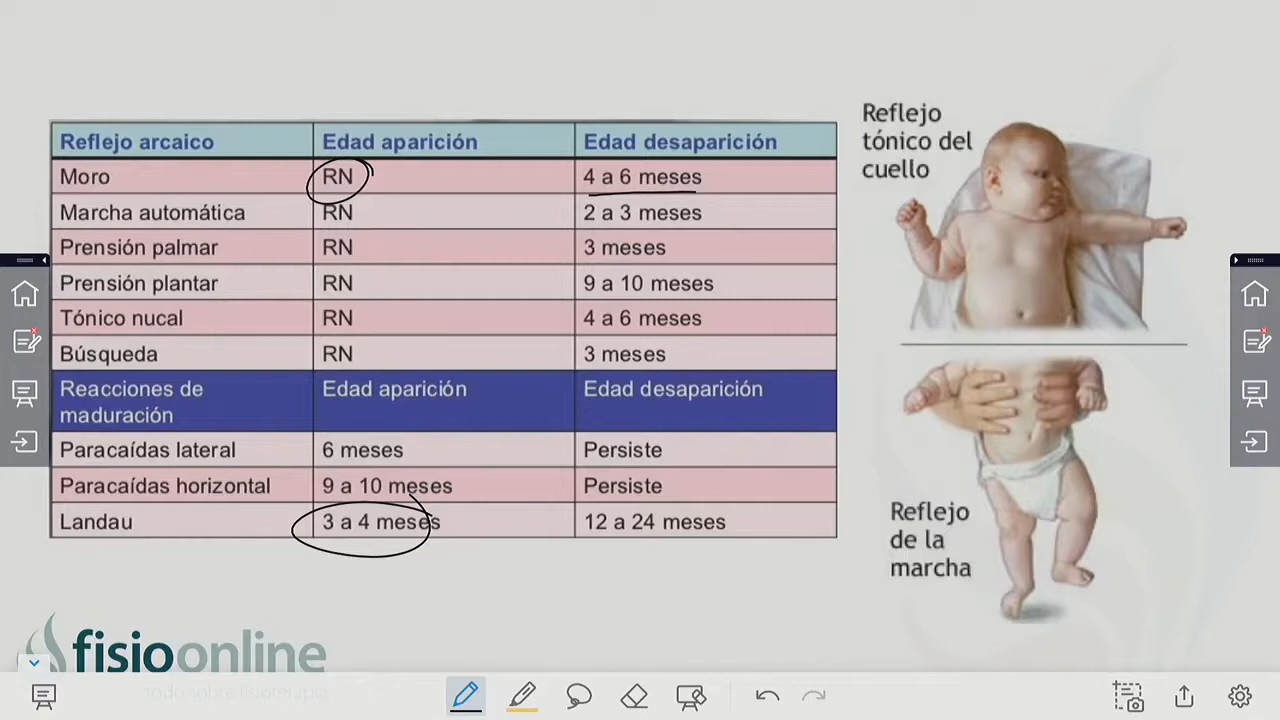 Reflejo arcaico Edad aparición Edad desaparición
Moro RN 4 a 6 meses
Marcha automática RN 2 a 3 meses
Prensión palmar RN 3 meses
Prensión plantar RN 9 a 10 meses
Tónico nucal RN 4 a 6 meses
Búsqueda RN 3 meses
Reacciones de Edad aparición Edad desaparición
maduración
Paracaídas lateral 6 meses Persiste
Paracaídas horizontal 9 a 10 meses Persiste
Landau 3 a 4 meses 12 a 24 meses
Reflejo
tónico del
cuello
Reflejo
de la
marcha
fisioonline
todo sobre fisioterapia